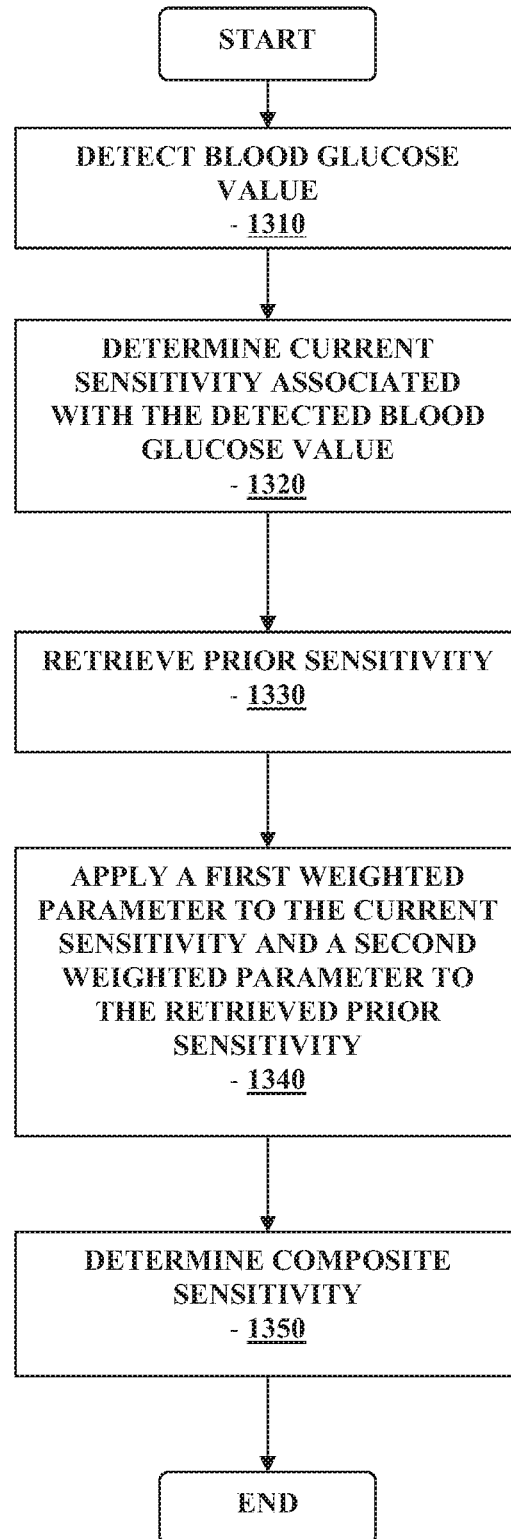 START
DETECT BLOOD GLUCOSE
VALUE
- 1310
DETERMINE CURRENT
SENSITIVITY ASSOCIATED
WITH THE DETECTED BLOOD
GLUCOSE VALUE
- 1320
RETRIEVE PRIOR SENSITIVITY
- 1330
APPLY A FIRST WEIGHTED
PARAMETER TO THE CURRENT
SENSITIVITY AND A SECOND
WEIGHTED PARAMETER TO
THE RETRIEVED PRIOR
SENSITIVITY
- 1340
DETERMINE COMPOSITE
SENSITIVITY
- 1350
END